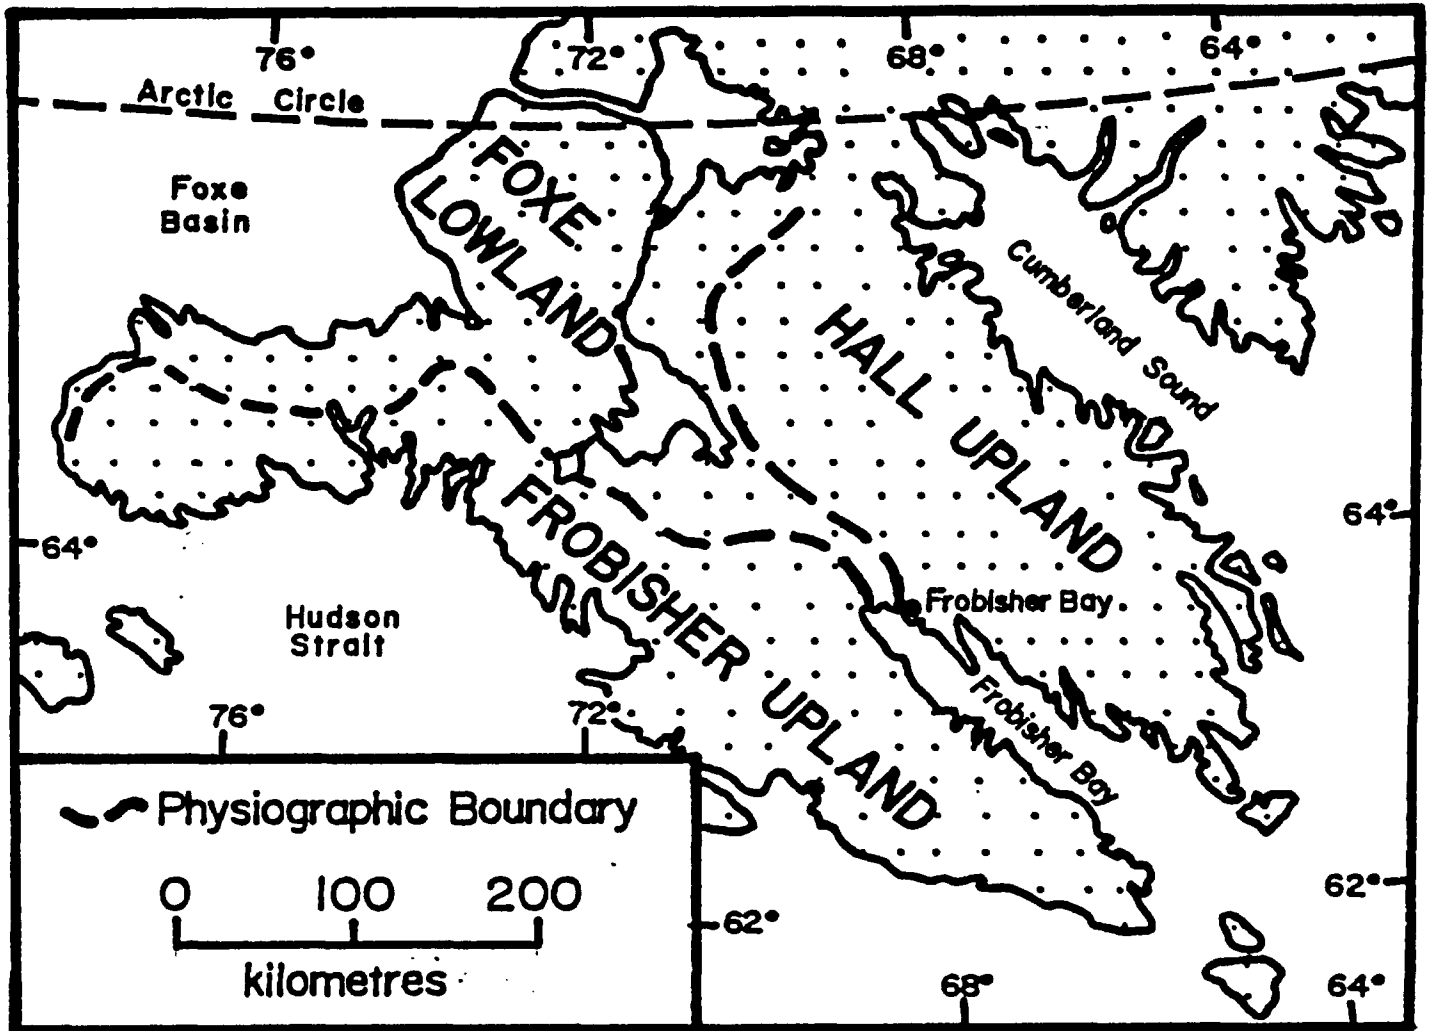 76°
72°
68°
64°
Arctic Circle
Foxe
Basin
FOXE
LOWLAND
Cumberland Sound
HALL UPLAND
64°
64°
FROBISHER UPLAND
Frobisher Bay
Hudson
Strait
Frobisher Bay
76°
72°
Physiographic Boundary
0 100 200
kilometres
62°
62°
68°
64°